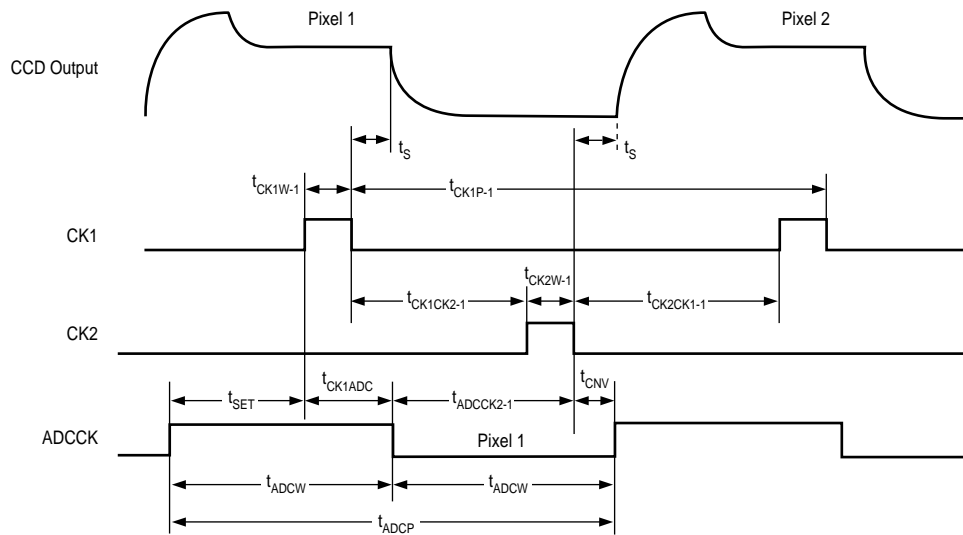 Pixel 1 Pixel 2
CCD Output
tS tS
tCK1W-1 tCK1P-1
CK1
tCK2W-1
tCK1CK2-1 tCK2CK1-1
CK2
tCK1ADC tCNV
tSET tADCCK2-1
ADCCK Pixel 1
tADCW tADCW
tADCP